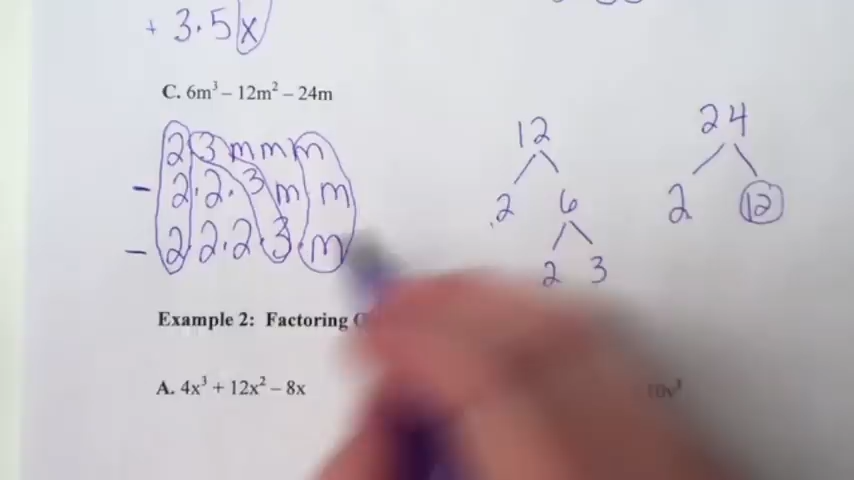 + 3·5x
C. 6m³ – 12m² – 24m
2 3 m m m
- 2·2·3 m m
- 2 2·2·3·m
12
2 6
2 3
24
2 12
Example 2: Factoring
A. 4x³ + 12x² – 8x